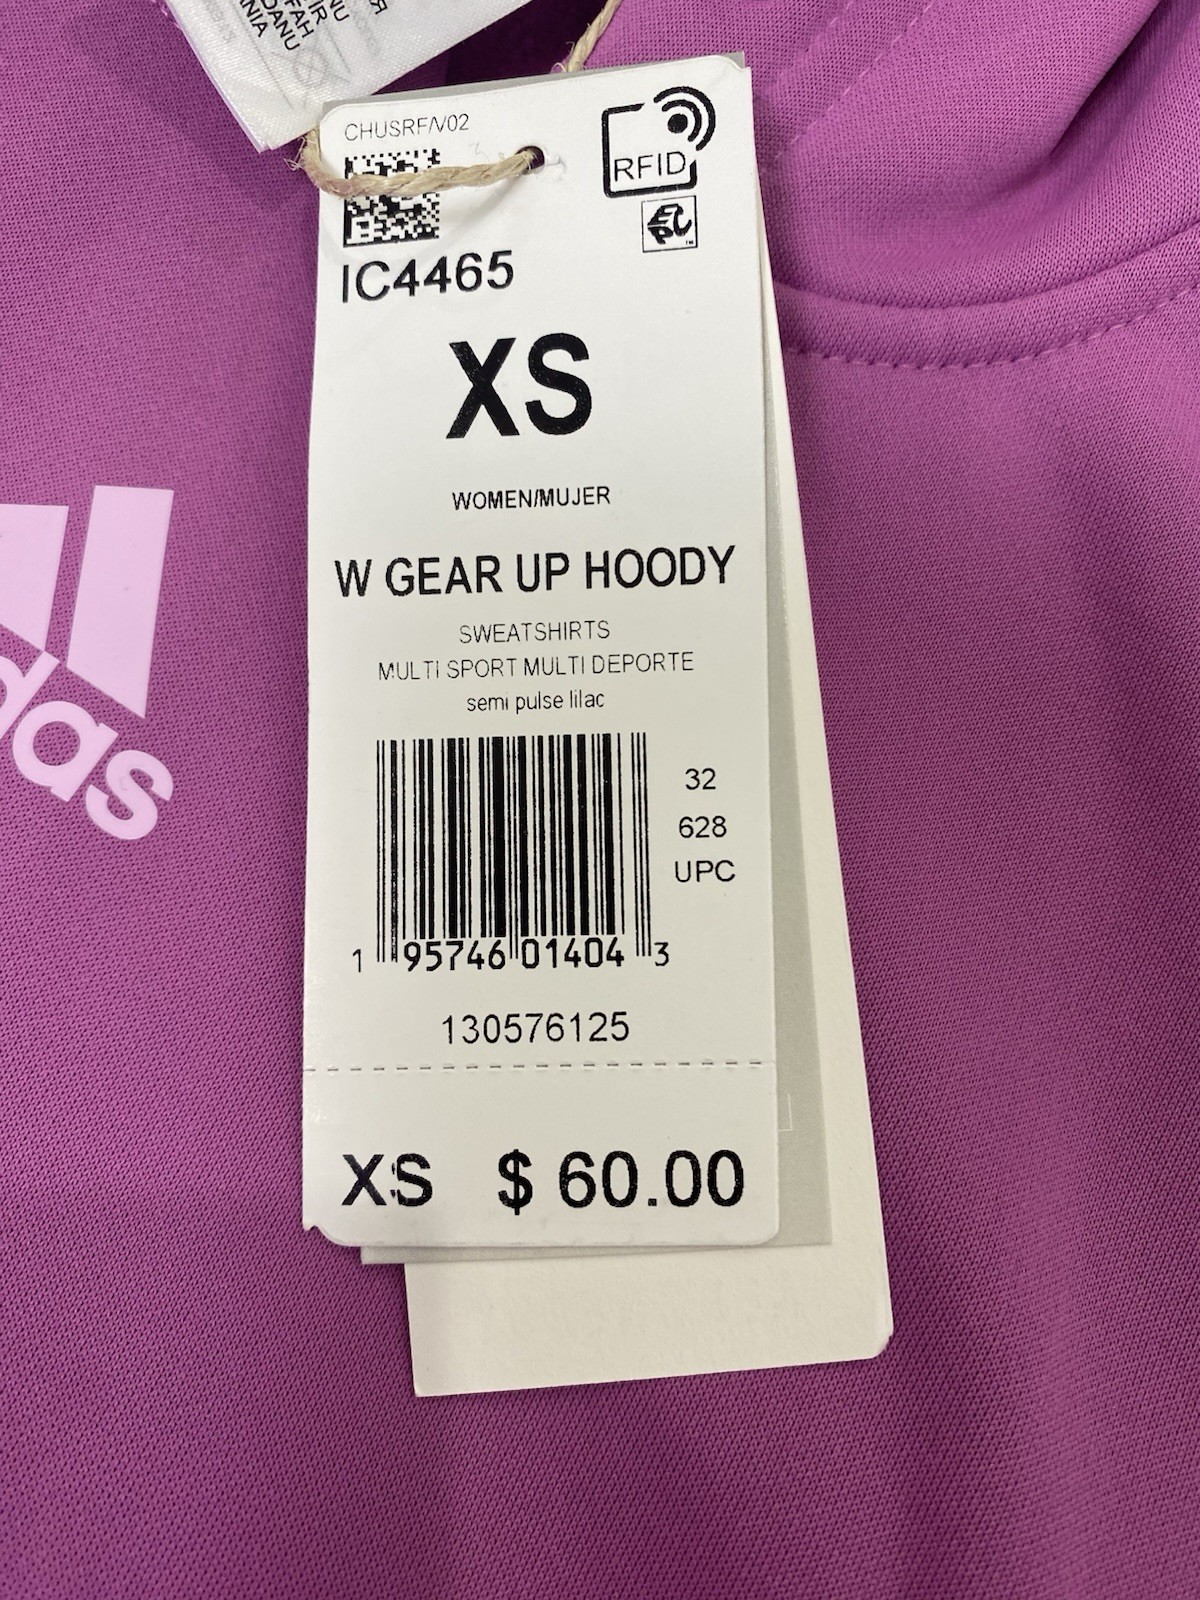 CHUSRF/V02
RFID
EPC
IC4465
XS
WOMEN/MUJER
W GEAR UP HOODY
SWEATSHIRTS
MULTI SPORT MULTI DEPORTE
semi pulse lilac
32
628
UPC
1 95746 01404 3
130576125
XS $ 60.00
das